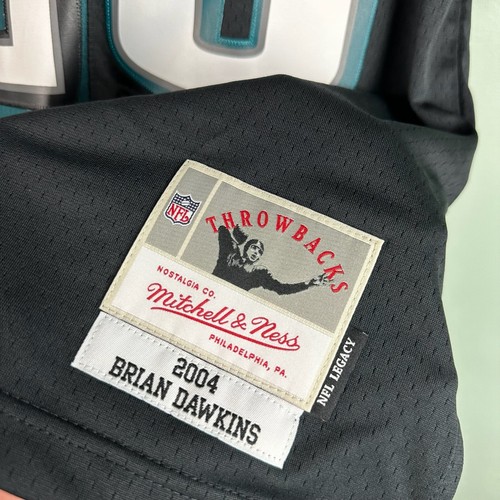 NFL
THROWBACKS
NOSTALGIA CO.
Mitchell & Ness
PHILADELPHIA, PA.
NFL LEGACY
2004
BRIAN DAWKINS